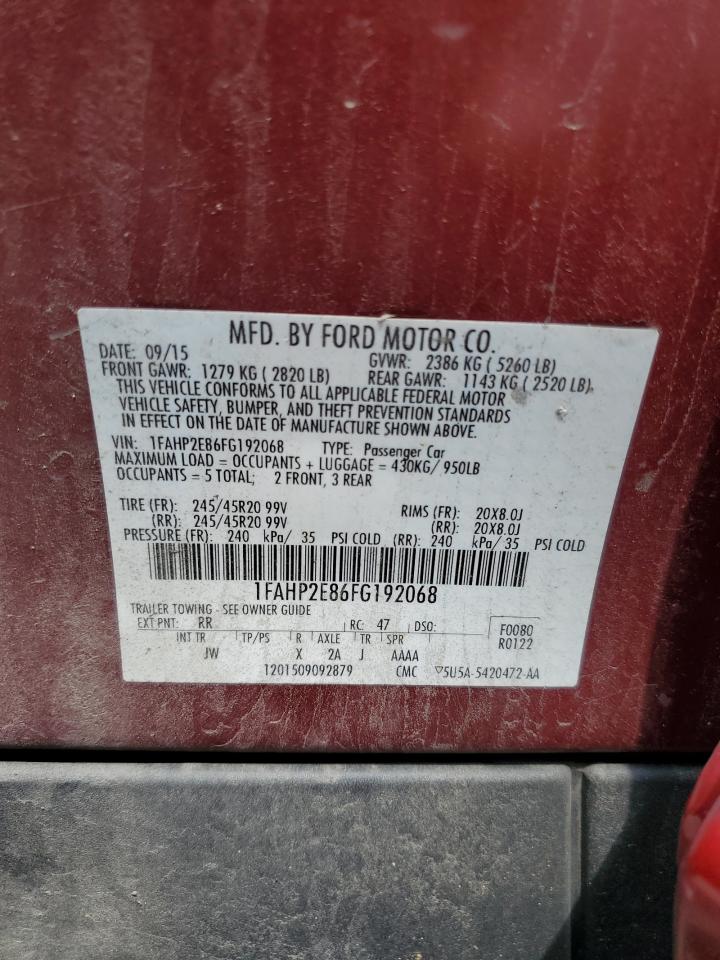 MFD. BY FORD MOTOR CO.
DATE: 09/15 GVWR: 2386 KG ( 5260 LB)
FRONT GAWR: 1279 KG ( 2820 LB) REAR GAWR: 1143 KG ( 2520 LB)
THIS VEHICLE CONFORMS TO ALL APPLICABLE FEDERAL MOTOR
VEHICLE SAFETY, BUMPER, AND THEFT PREVENTION STANDARDS
IN EFFECT ON THE DATE OF MANUFACTURE SHOWN ABOVE.
VIN: 1FAHP2E86FG192068 TYPE: Passenger Car
MAXIMUM LOAD = OCCUPANTS + LUGGAGE = 430KG/ 950LB
OCCUPANTS = 5 TOTAL; 2 FRONT, 3 REAR
TIRE (FR): 245/45R20 99V RIMS (FR): 20X8.0J
(RR): 245/45R20 99V (RR): 20X8.0J
PRESSURE (FR): 240 kPa/ 35 PSI COLD (RR): 240 kPa/ 35 PSI COLD
1FAHP2E86FG192068
TRAILER TOWING - SEE OWNER GUIDE
EXT PNT: RR RC: 47 DSO: F0080
R0122
INT TR TP/PS R AXLE TR SPR
JW X 2A J AAAA
1201509092879 CMC ▽5U5A-5420472-AA